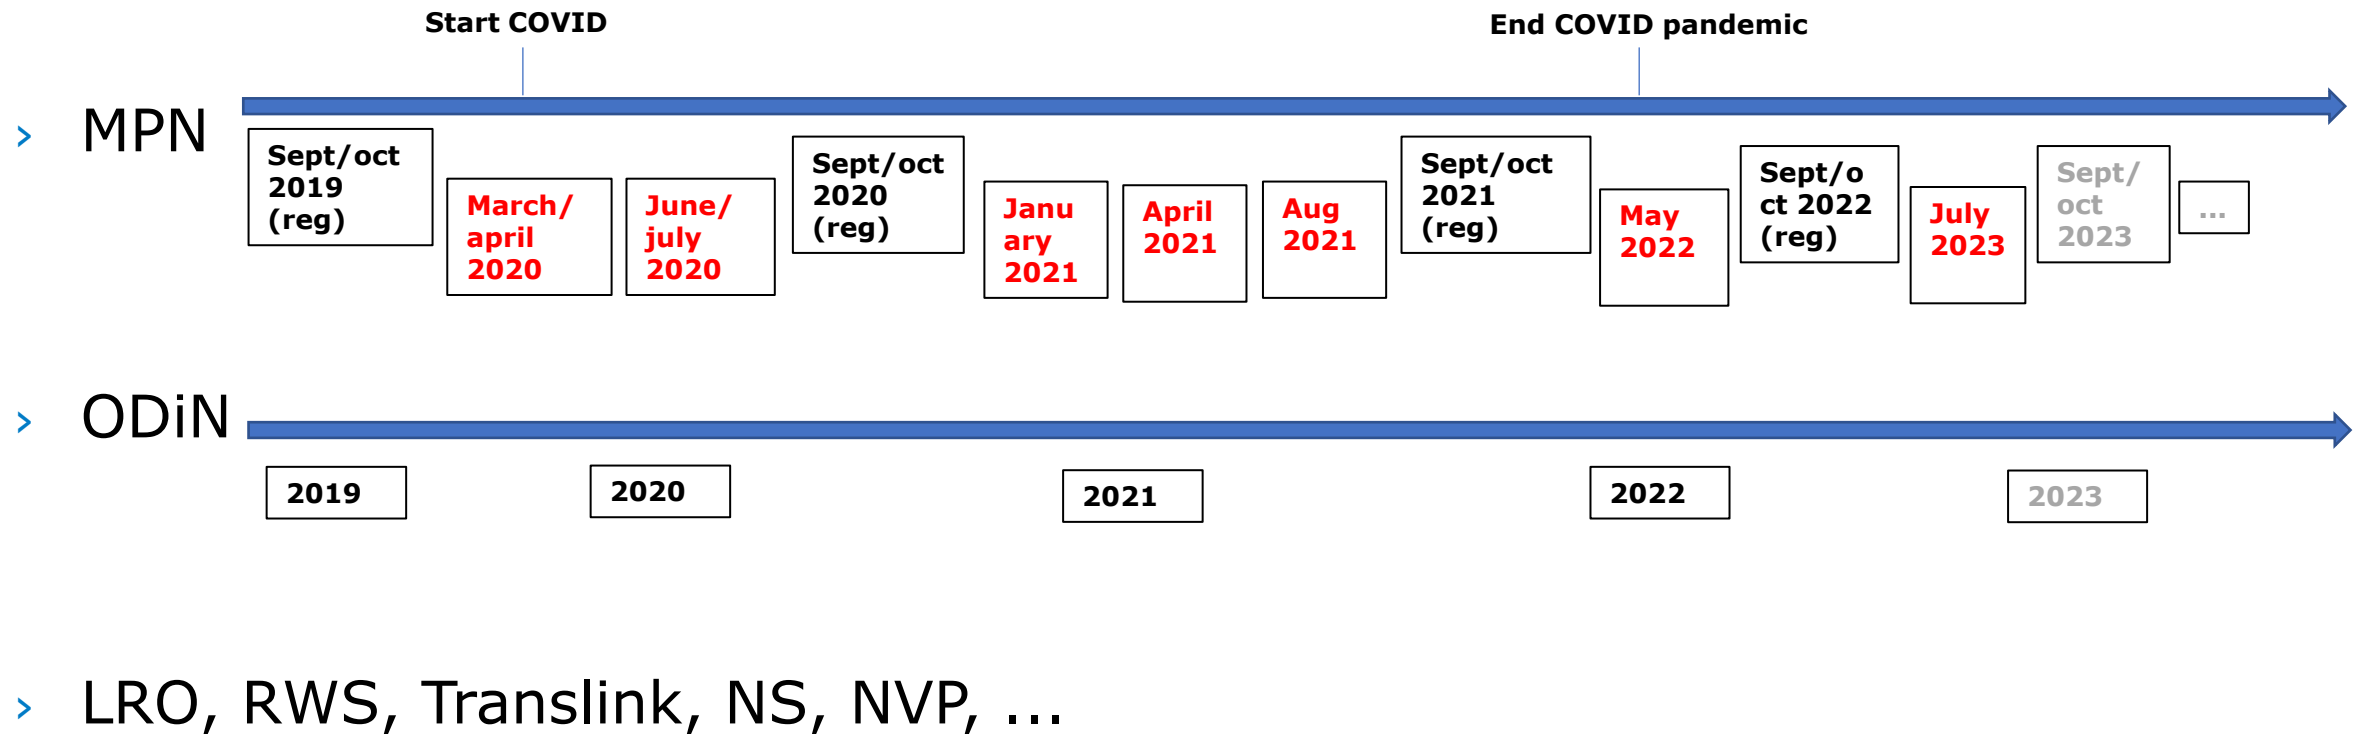 Start COVID
End COVID pandemic
› MPN
Sept/oct
2019
(reg)
March/
april
2020
June/
july
2020
Sept/oct
2020
(reg)
Janu
ary
2021
April
2021
Aug
2021
Sept/oct
2021
(reg)
May
2022
Sept/o
ct 2022
(reg)
July
2023
Sept/
oct
2023
...
› ODiN
2019
2020
2021
2022
2023
› LRO, RWS, Translink, NS, NVP, ...